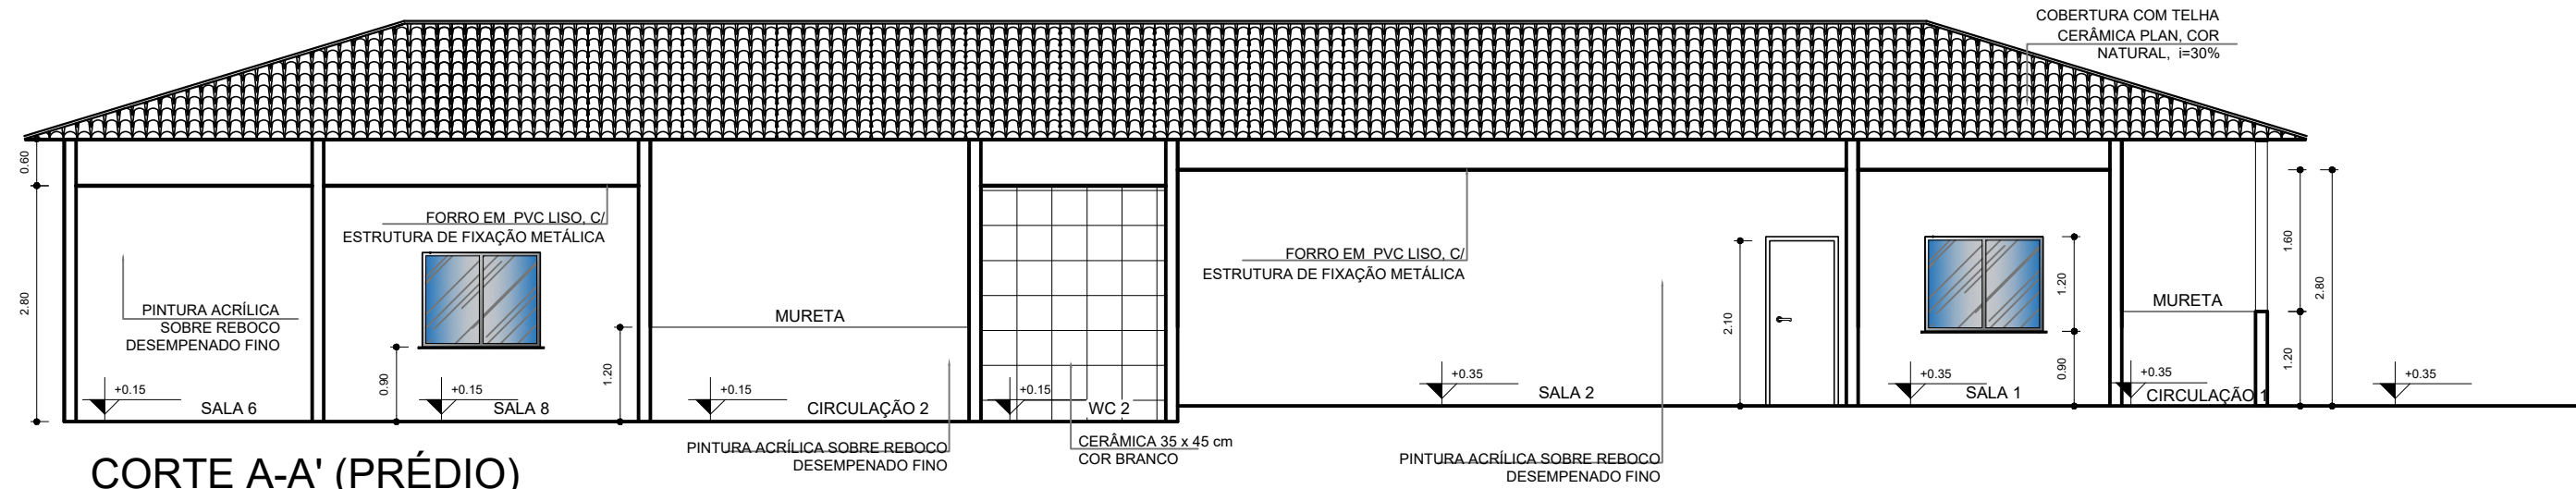 COBERTURA COM TELHA
CERÂMICA PLAN, COR
NATURAL, i=30%
0.60
2.80
FORRO EM PVC LISO, C/
ESTRUTURA DE FIXAÇÃO METÁLICA
PINTURA ACRÍLICA
SOBRE REBOCO
DESEMPENADO FINO
0.90
1.20
MURETA
FORRO EM PVC LISO, C/
ESTRUTURA DE FIXAÇÃO METÁLICA
2.10
1.20
0.90
MURETA
1.60
1.20
2.80
+0.15
SALA 6
+0.15
SALA 8
+0.15
CIRCULAÇÃO 2
+0.15
WC 2
+0.35
SALA 2
+0.35
SALA 1
+0.35
CIRCULAÇÃO 1
+0.35
PINTURA ACRÍLICA SOBRE REBOCO
DESEMPENADO FINO
CERÂMICA 35 x 45 cm
COR BRANCO
PINTURA ACRÍLICA SOBRE REBOCO
DESEMPENADO FINO
CORTE A-A' (PRÉDIO)